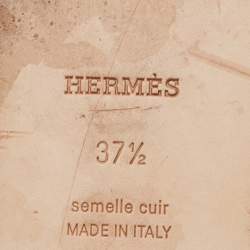 HERMÈS
37½
semelle cuir
MADE IN ITALY